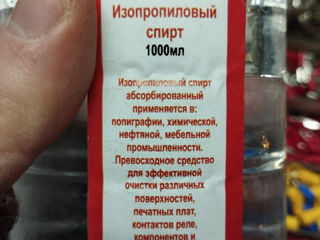 Изопропиловый
спирт
1000мл
Изопропиловый спирт
абсорбированный
применяется в:
полиграфии, химической,
нефтяной, мебельной
промышленности.
Превосходное средство
для эффективной
очистки различных
поверхностей,
печатных плат,
контактов реле,
компонентов и